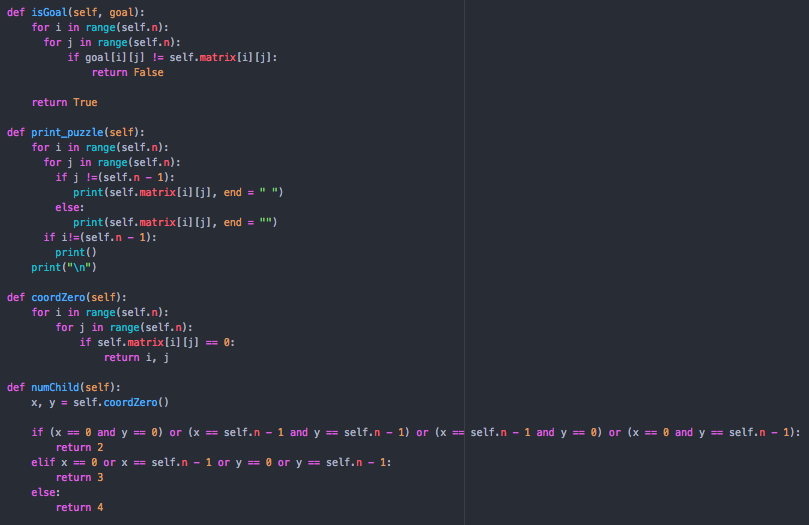 def isGoal(self, goal):
    for i in range(self.n):
      for j in range(self.n):
          if goal[i][j] != self.matrix[i][j]:
              return False

    return True

def print_puzzle(self):
    for i in range(self.n):
      for j in range(self.n):
        if j !=(self.n - 1):
           print(self.matrix[i][j], end = " ")
        else:
           print(self.matrix[i][j], end = "")
      if i!=(self.n - 1):
        print()
    print("\n")

def coordZero(self):
    for i in range(self.n):
        for j in range(self.n):
            if self.matrix[i][j] == 0:
                return i, j

def numChild(self):
    x, y = self.coordZero()

    if (x == 0 and y == 0) or (x == self.n - 1 and y == self.n - 1) or (x == self.n - 1 and y == 0) or (x == 0 and y == self.n - 1):
        return 2
    elif x == 0 or x == self.n - 1 or y == 0 or y == self.n - 1:
        return 3
    else:
        return 4